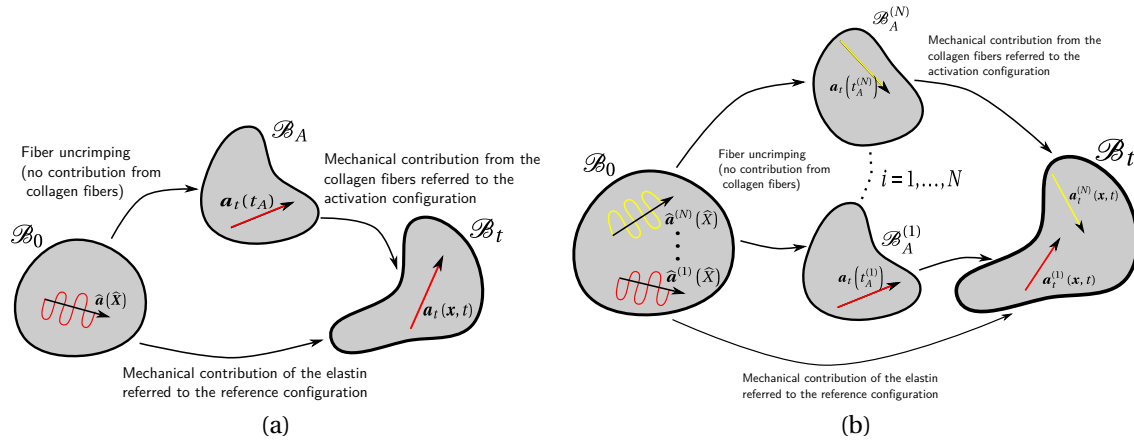 ℬ_A
Fiber uncrimping
(no contribution from
collagen fibers)
a_t(t_A)
Mechanical contribution from the
collagen fibers referred to the
activation configuration
ℬ_0
ℬ_t
â(X̂)
a_t(x, t)
Mechanical contribution of the elastin
referred to the reference configuration
(a)
ℬ_A^(N)
Mechanical contribution from the
collagen fibers referred to the
activation configuration
a_t(t_A^(N))
ℬ_0
Fiber uncrimping
(no contribution from
collagen fibers)
i = 1,...,N
ℬ_t
a_t^(N)(x, t)
â^(N)(X̂)
ℬ_A^(1)
â^(1)(X̂)
a_t(t_A^(1))
a_t^(1)(x, t)
Mechanical contribution of the elastin
referred to the reference configuration
(b)